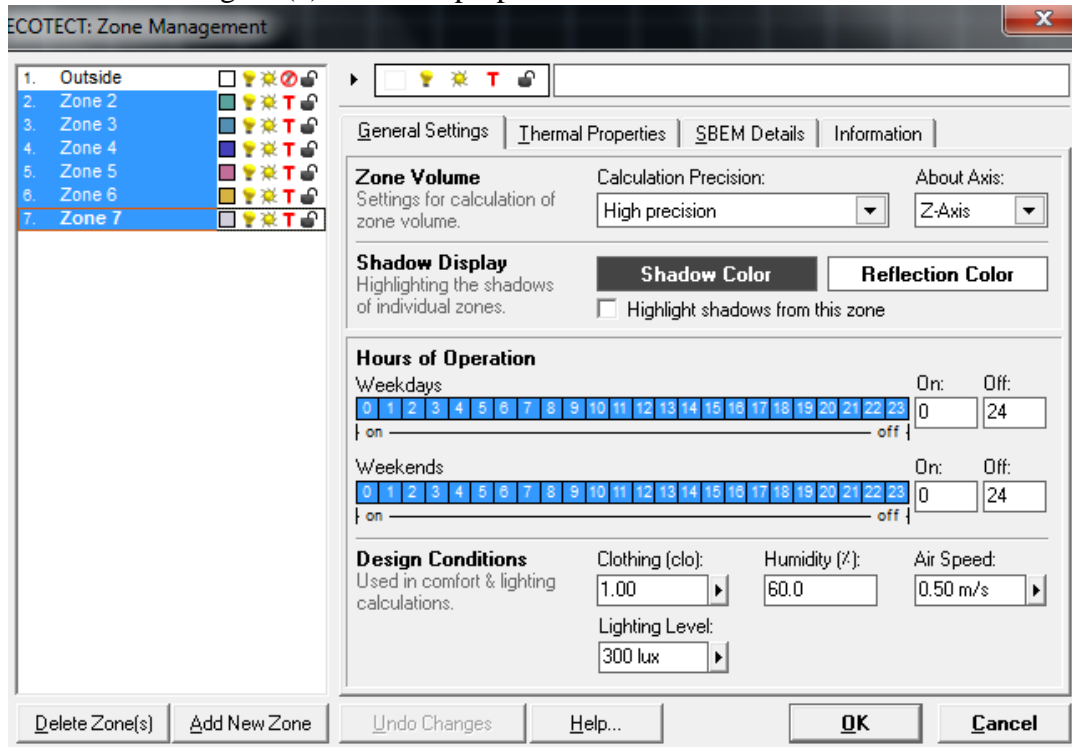 ECOTECT: Zone Management
1. Outside
2. Zone 2
3. Zone 3
4. Zone 4
5. Zone 5
6. Zone 6
7. Zone 7
T
General Settings Thermal Properties SBEM Details Information
Zone Volume
Settings for calculation of
zone volume.
Calculation Precision: About Axis:
High precision Z-Axis
Shadow Display
Highlighting the shadows
of individual zones.
Shadow Color Reflection Color
Highlight shadows from this zone
Hours of Operation
Weekdays On: Off:
0 1 2 3 4 5 6 7 8 9 10 11 12 13 14 15 16 17 18 19 20 21 22 23 0 24
on off
Weekends On: Off:
0 1 2 3 4 5 6 7 8 9 10 11 12 13 14 15 16 17 18 19 20 21 22 23 0 24
on off
Design Conditions
Used in comfort & lighting
calculations.
Clothing (clo): Humidity (%): Air Speed:
1.00 60.0 0.50 m/s
Lighting Level:
300 lux
Delete Zone(s) Add New Zone Undo Changes Help... OK Cancel